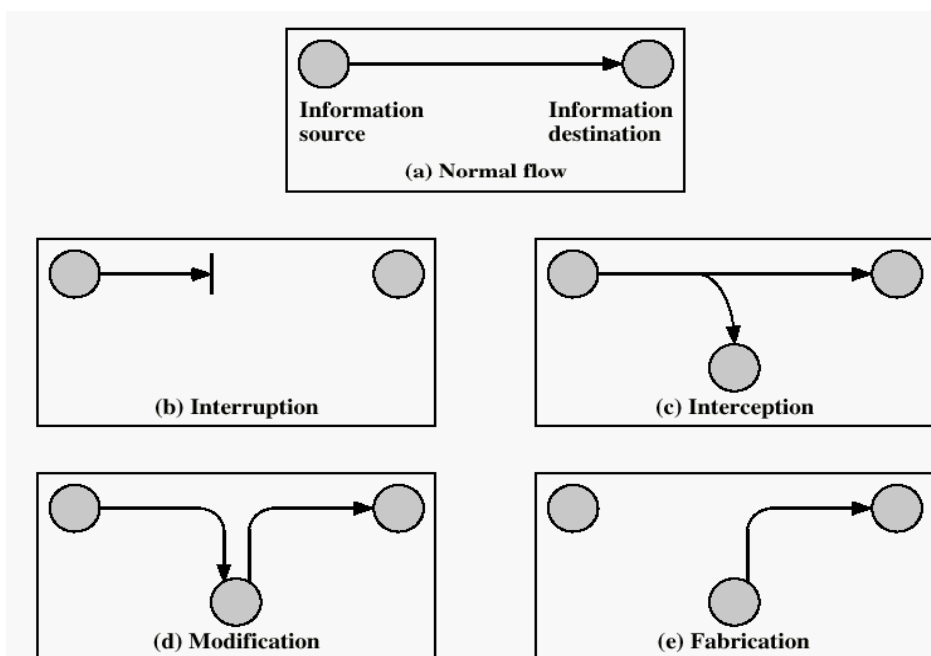 Information
source
Information
destination
(a) Normal flow
(b) Interruption
(c) Interception
(d) Modification
(e) Fabrication